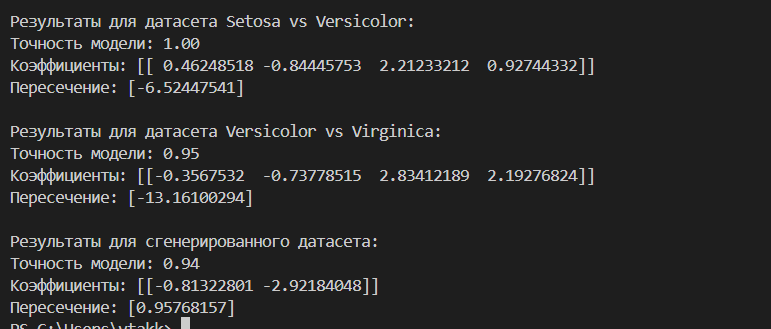 Результаты для датасета Setosa vs Versicolor:
Точность модели: 1.00
Коэффициенты: [[ 0.46248518 -0.84445753  2.21233212  0.92744332]]
Пересечение: [-6.52447541]
Результаты для датасета Versicolor vs Virginica:
Точность модели: 0.95
Коэффициенты: [[-0.3567532  -0.73778515  2.83412189  2.19276824]]
Пересечение: [-13.16100294]
Результаты для сгенерированного датасета:
Точность модели: 0.94
Коэффициенты: [[-0.81322801 -2.92184048]]
Пересечение: [0.95768157]
PS C:\Users\vtakk>